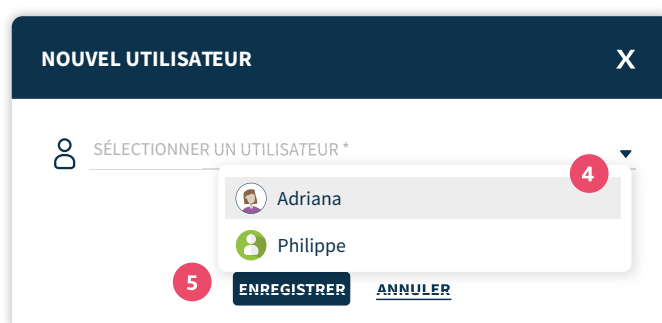 NOUVEL UTILISATEUR X
SÉLECTIONNER UN UTILISATEUR *
4
Adriana
Philippe
5 ENREGISTRER ANNULER